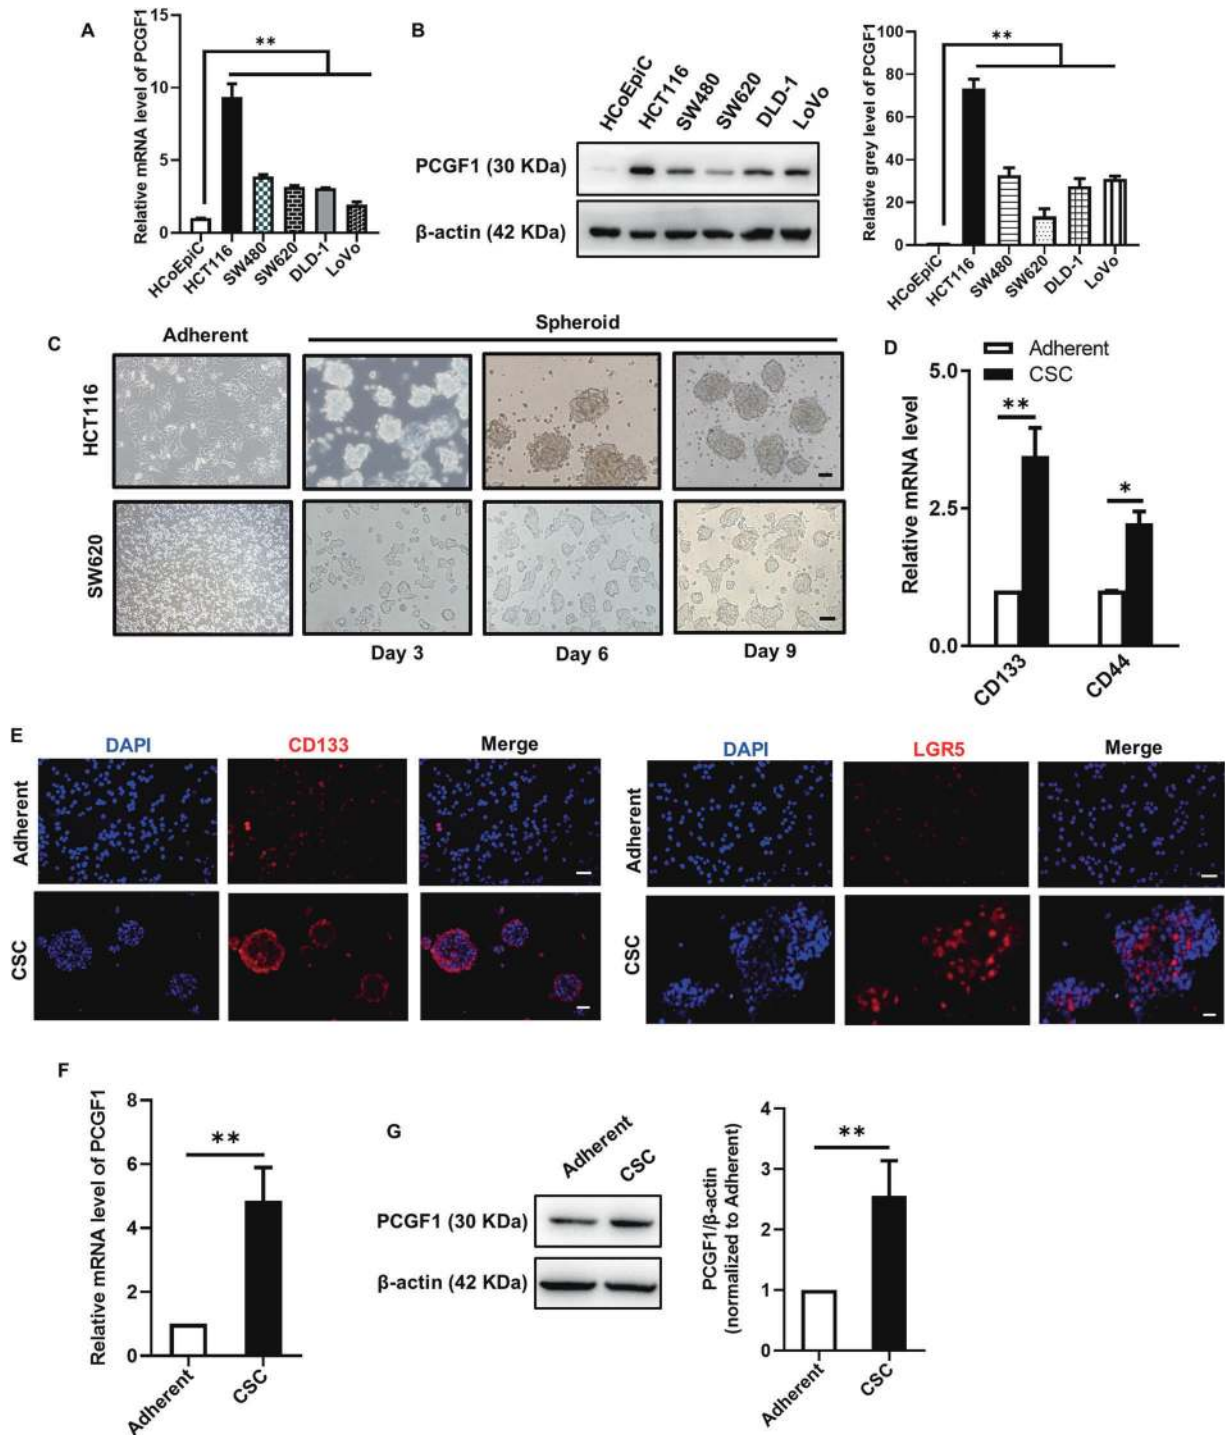 A
Relative mRNA level of PCGF1
15
10
5
0
**
HCoEpiC
HCT116
SW480
SW620
DLD-1
LoVo
B
HCoEpiC
HCT116
SW480
SW620
DLD-1
LoVo
PCGF1 (30 KDa)
β-actin (42 KDa)
Relative grey level of PCGF1
100
80
60
40
20
0
**
HCoEpiC
HCT116
SW480
SW620
DLD-1
LoVo
C
Adherent
Spheroid
HCT116
SW620
Day 3
Day 6
Day 9
D
Adherent
CSC
Relative mRNA level
5.0
2.5
0.0
**
*
CD133
CD44
E
DAPI
CD133
Merge
Adherent
CSC
DAPI
LGR5
Merge
Adherent
CSC
F
Relative mRNA level of PCGF1
8
6
4
2
0
**
Adherent
CSC
G
Adherent
CSC
PCGF1 (30 KDa)
β-actin (42 KDa)
PCGF1/β-actin
(normalized to Adherent)
4
3
2
1
0
**
Adherent
CSC